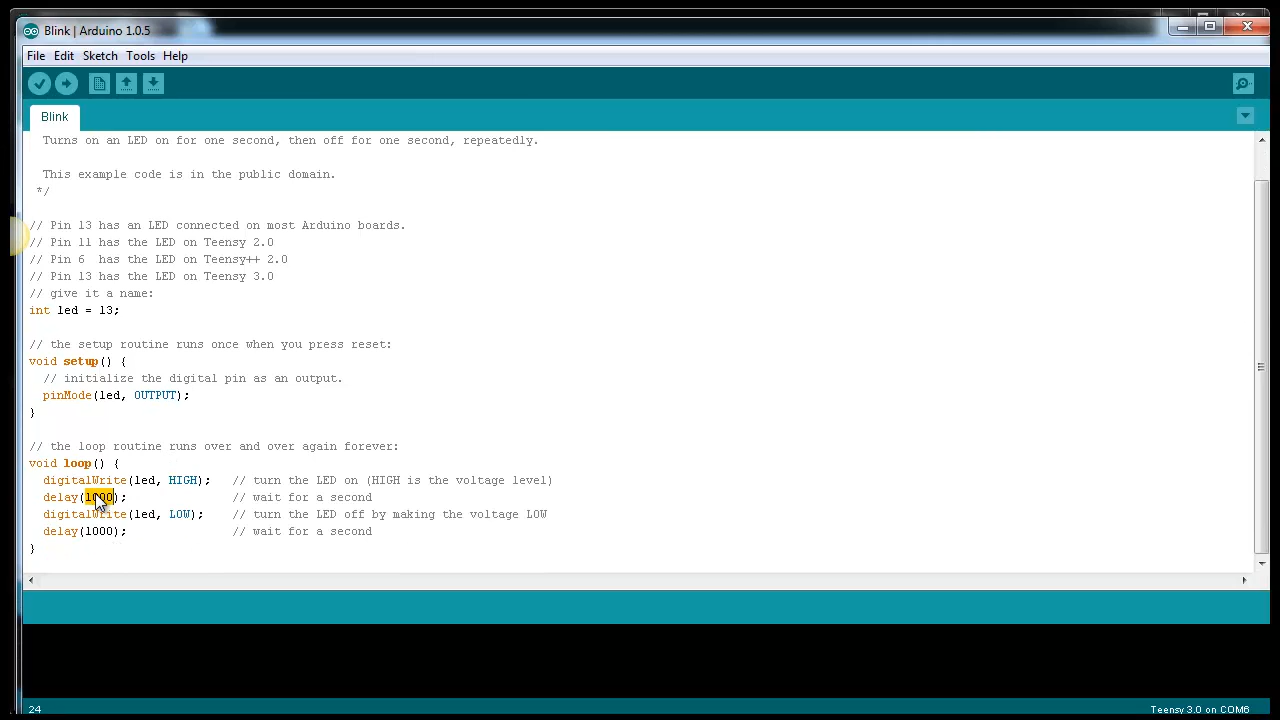 Blink | Arduino 1.0.5
File Edit Sketch Tools Help
Blink
Turns on an LED on for one second, then off for one second, repeatedly.
This example code is in the public domain.
*/
// Pin 13 has an LED connected on most Arduino boards.
// Pin 11 has the LED on Teensy 2.0
// Pin 6  has the LED on Teensy++ 2.0
// Pin 13 has the LED on Teensy 3.0
// give it a name:
int led = 13;
// the setup routine runs once when you press reset:
void setup() {
// initialize the digital pin as an output.
pinMode(led, OUTPUT);
}
// the loop routine runs over and over again forever:
void loop() {
digitalWrite(led, HIGH);   // turn the LED on (HIGH is the voltage level)
delay(1000);               // wait for a second
digitalWrite(led, LOW);    // turn the LED off by making the voltage LOW
delay(1000);               // wait for a second
}
24
Teensy 3.0 on COM6